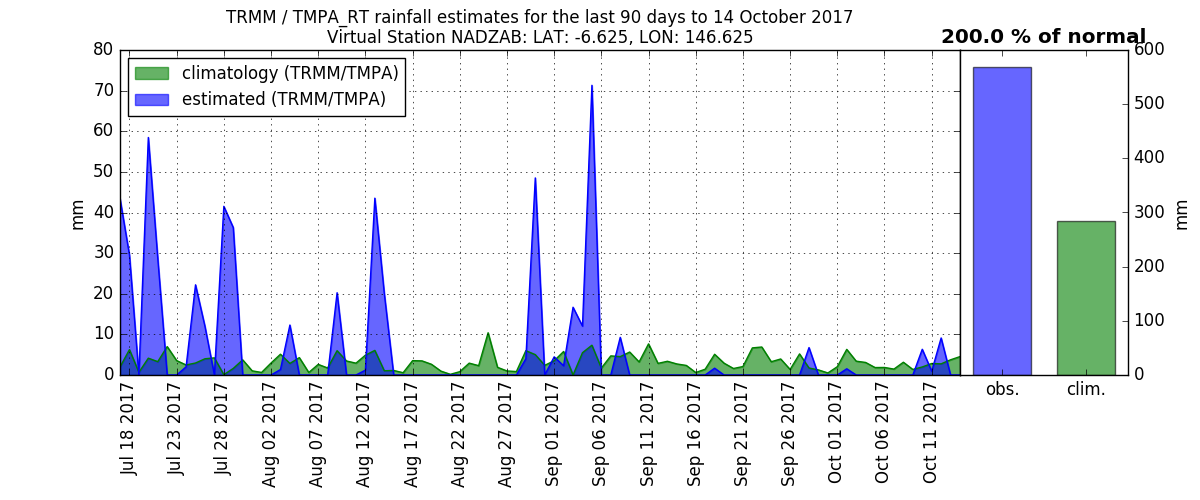 TRMM / TMPA_RT rainfall estimates for the last 90 days to 14 October 2017
Virtual Station NADZAB: LAT: -6.625, LON: 146.625
200.0 % of normal
climatology (TRMM/TMPA)
estimated (TRMM/TMPA)
mm
80
70
60
50
40
30
20
10
0
Jul 18 2017
Jul 23 2017
Jul 28 2017
Aug 02 2017
Aug 07 2017
Aug 12 2017
Aug 17 2017
Aug 22 2017
Aug 27 2017
Sep 01 2017
Sep 06 2017
Sep 11 2017
Sep 16 2017
Sep 21 2017
Sep 26 2017
Oct 01 2017
Oct 06 2017
Oct 11 2017
600
500
400
300
200
100
0
mm
obs.
clim.